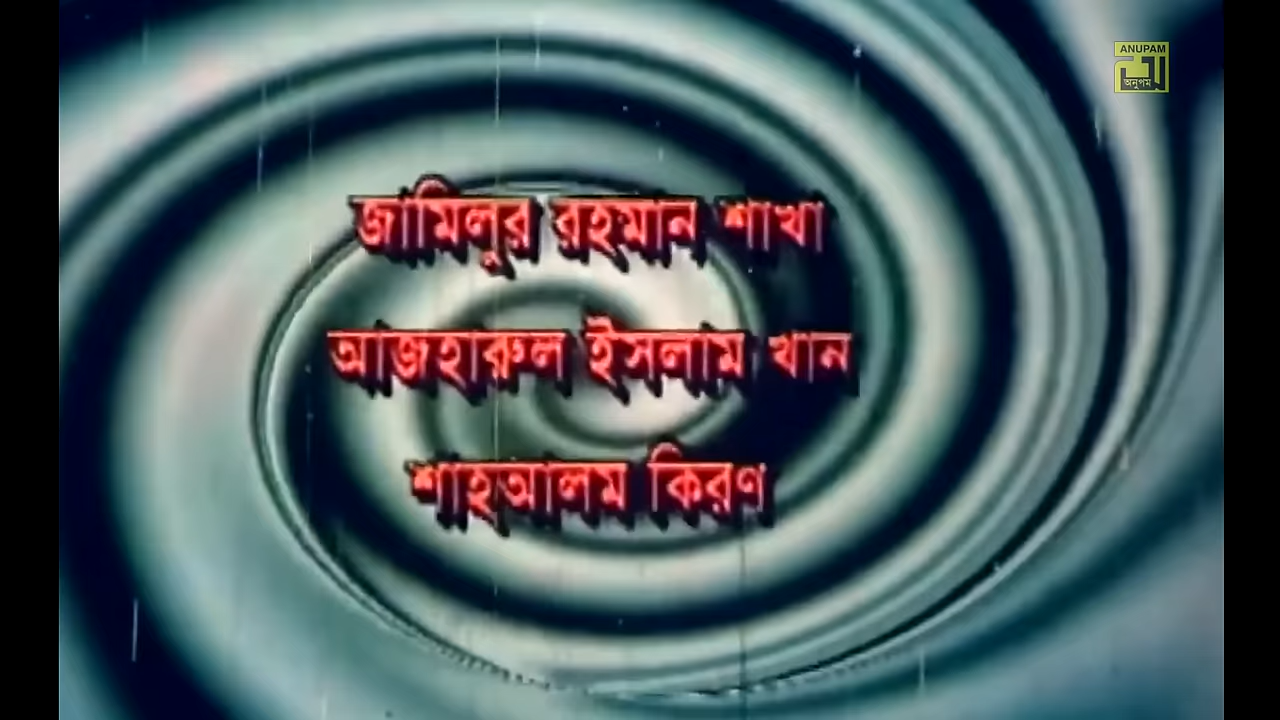 ANUPAM
অনুপম
জামিলুর রহমান শাখা
আজহারুল ইসলাম খান
শাহআলম কিরণ